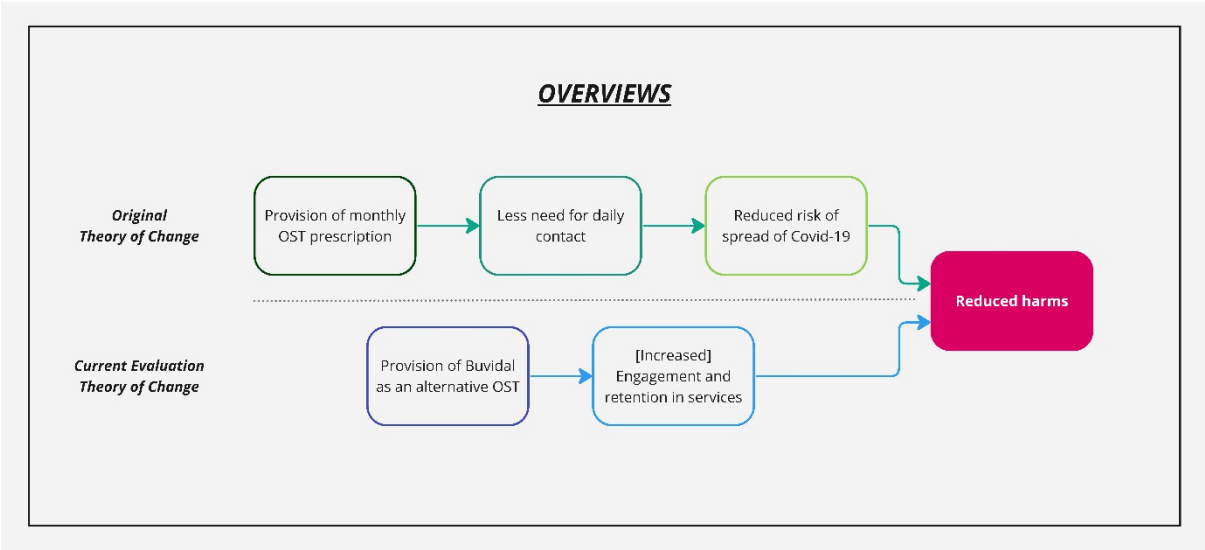 OVERVIEWS
Original
Theory of Change
Provision of monthly
OST prescription
Less need for daily
contact
Reduced risk of
spread of Covid-19
Reduced harms
Current Evaluation
Theory of Change
Provision of Buvidal
as an alternative OST
[Increased]
Engagement and
retention in services